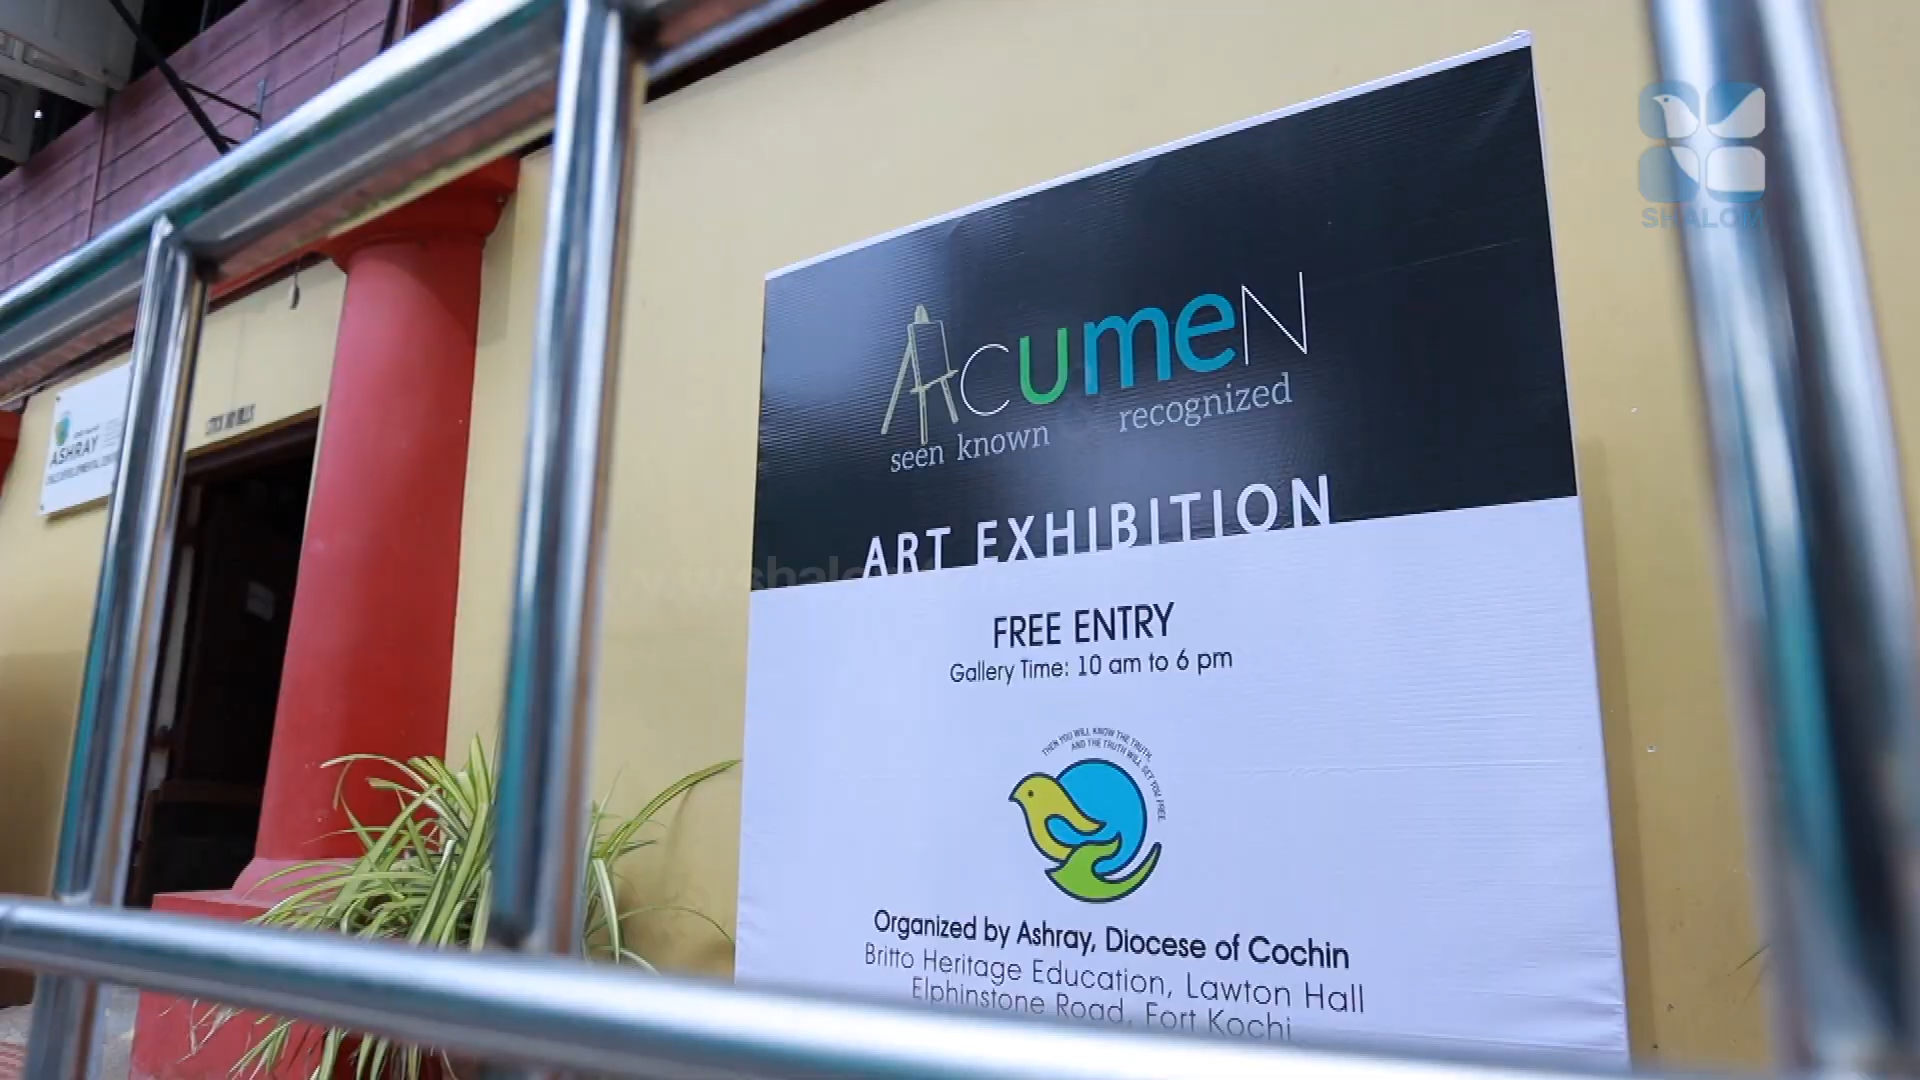 SHALOM
ACUMEN
seen known recognized
ART EXHIBITION
FREE ENTRY
Gallery Time: 10 am to 6 pm
THEN YOU WILL KNOW THE TRUTH,
AND THE TRUTH WILL SET YOU FREE
Organized by Ashray, Diocese of Cochin
Britto Heritage Education, Lawton Hall
Elphinstone Road, Fort Kochi
ASHRAY